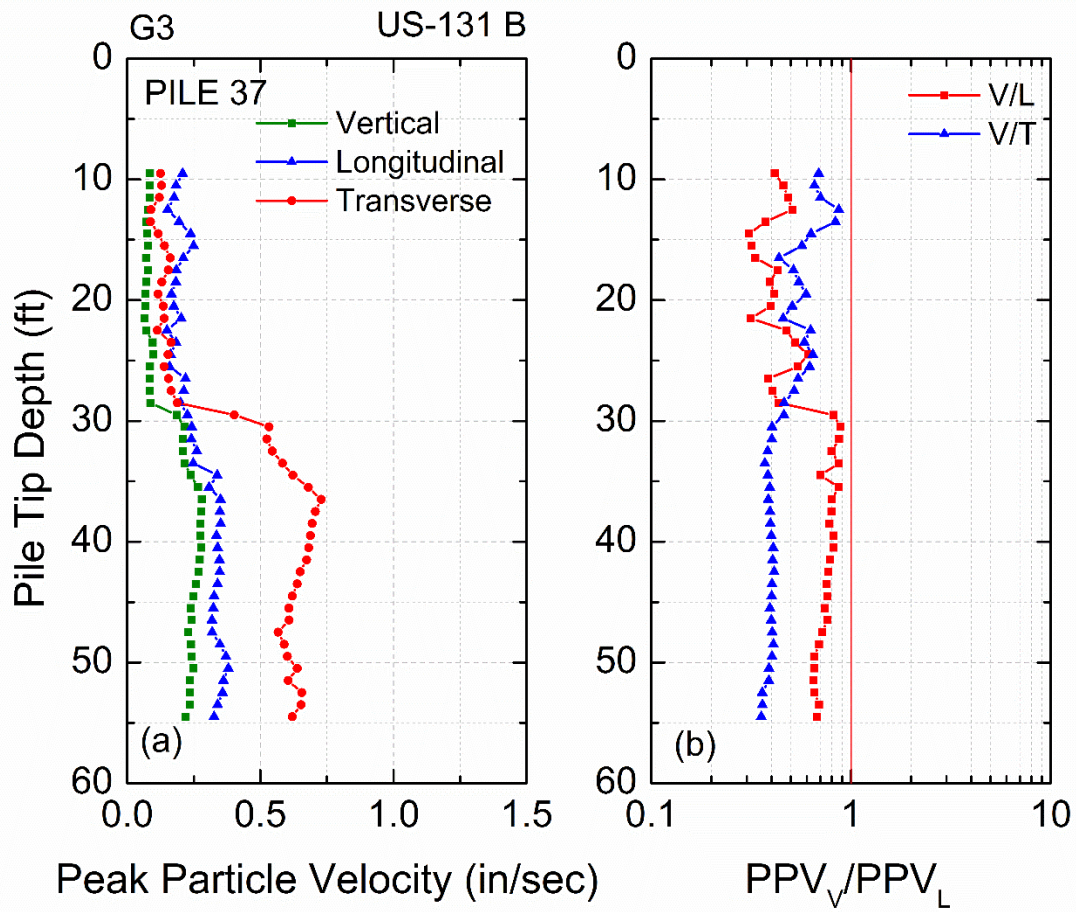 G3 US-131 B
PILE 37
Vertical
Longitudinal
Transverse
V/L
V/T
0
10
20
30
40
50
60
0
10
20
30
40
50
60
Pile Tip Depth (ft)
(a)
(b)
0.0 0.5 1.0 1.5
0.1 1 10
Peak Particle Velocity (in/sec)
PPV_V/PPV_L